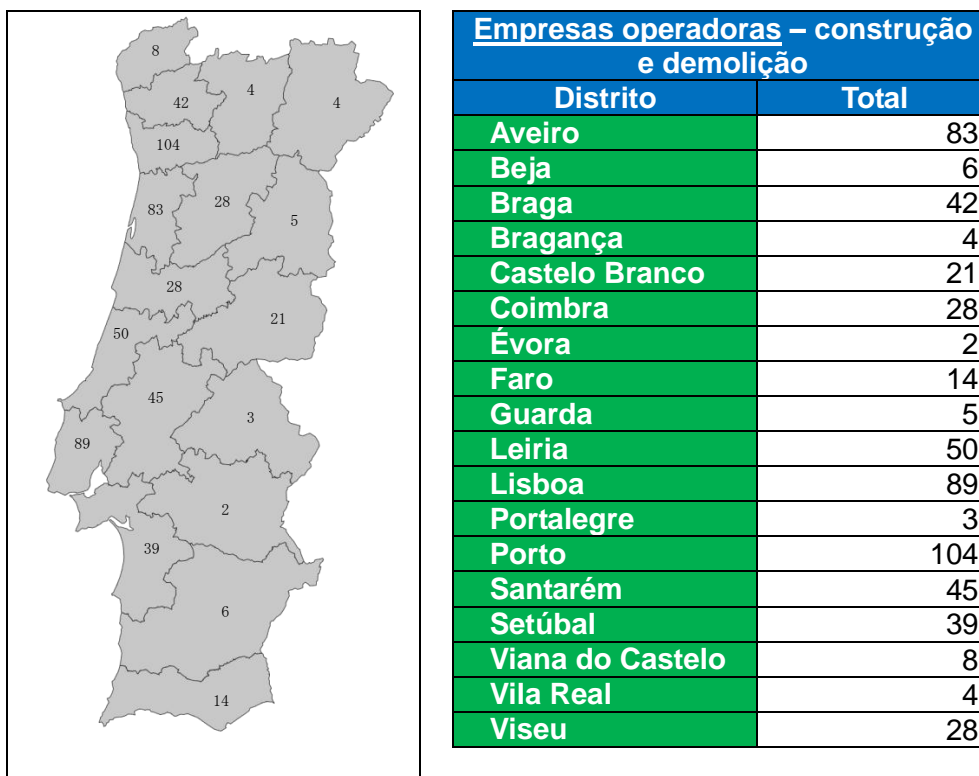 8
4
4
42
104
28
83
5
28
21
50
45
3
89
2
39
6
14
Empresas operadoras – construção
e demolição
Distrito Total
Aveiro 83
Beja 6
Braga 42
Bragança 4
Castelo Branco 21
Coimbra 28
Évora 2
Faro 14
Guarda 5
Leiria 50
Lisboa 89
Portalegre 3
Porto 104
Santarém 45
Setúbal 39
Viana do Castelo 8
Vila Real 4
Viseu 28